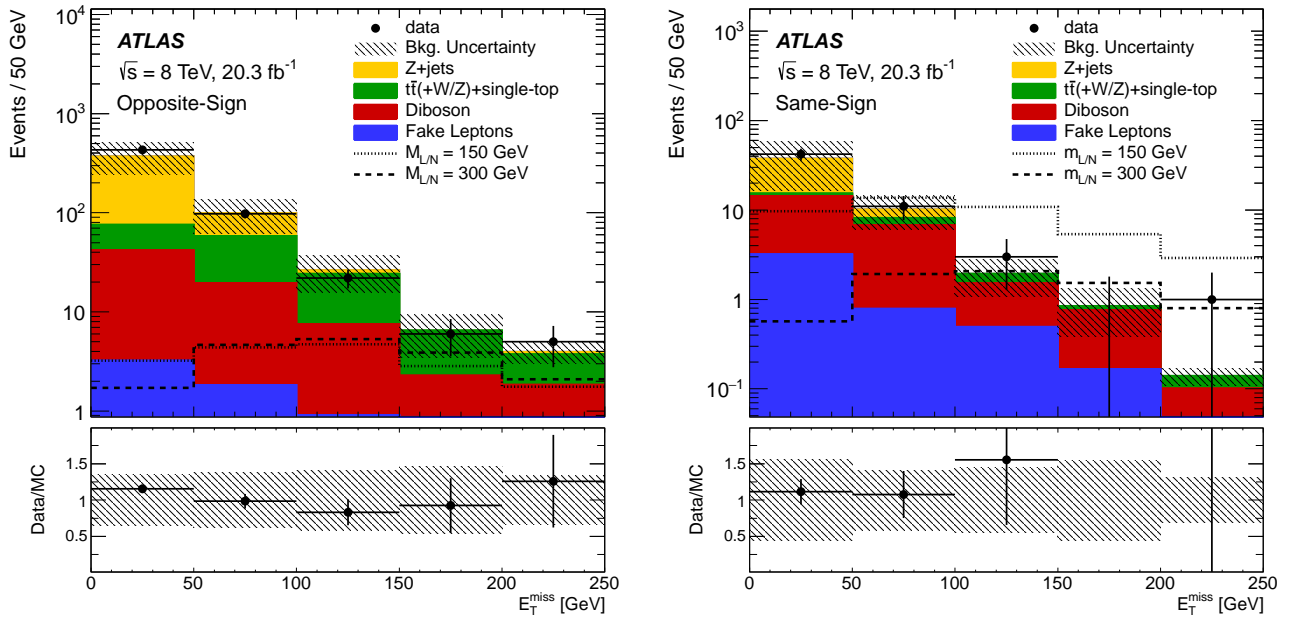 Events / 50 GeV
10⁴
10³
10²
10
1
ATLAS
√s = 8 TeV, 20.3 fb⁻¹
Opposite-Sign
data
Bkg. Uncertainty
Z+jets
tt̄(+W/Z)+single-top
Diboson
Fake Leptons
M_L/N = 150 GeV
M_L/N = 300 GeV
Data/MC
1.5
1
0.5
0 50 100 150 200 250
E_T^miss [GeV]
Events / 50 GeV
10³
10²
10
1
10⁻¹
ATLAS
√s = 8 TeV, 20.3 fb⁻¹
Same-Sign
data
Bkg. Uncertainty
Z+jets
tt̄(+W/Z)+single-top
Diboson
Fake Leptons
m_L/N = 150 GeV
m_L/N = 300 GeV
Data/MC
1.5
1
0.5
0 50 100 150 200 250
E_T^miss [GeV]